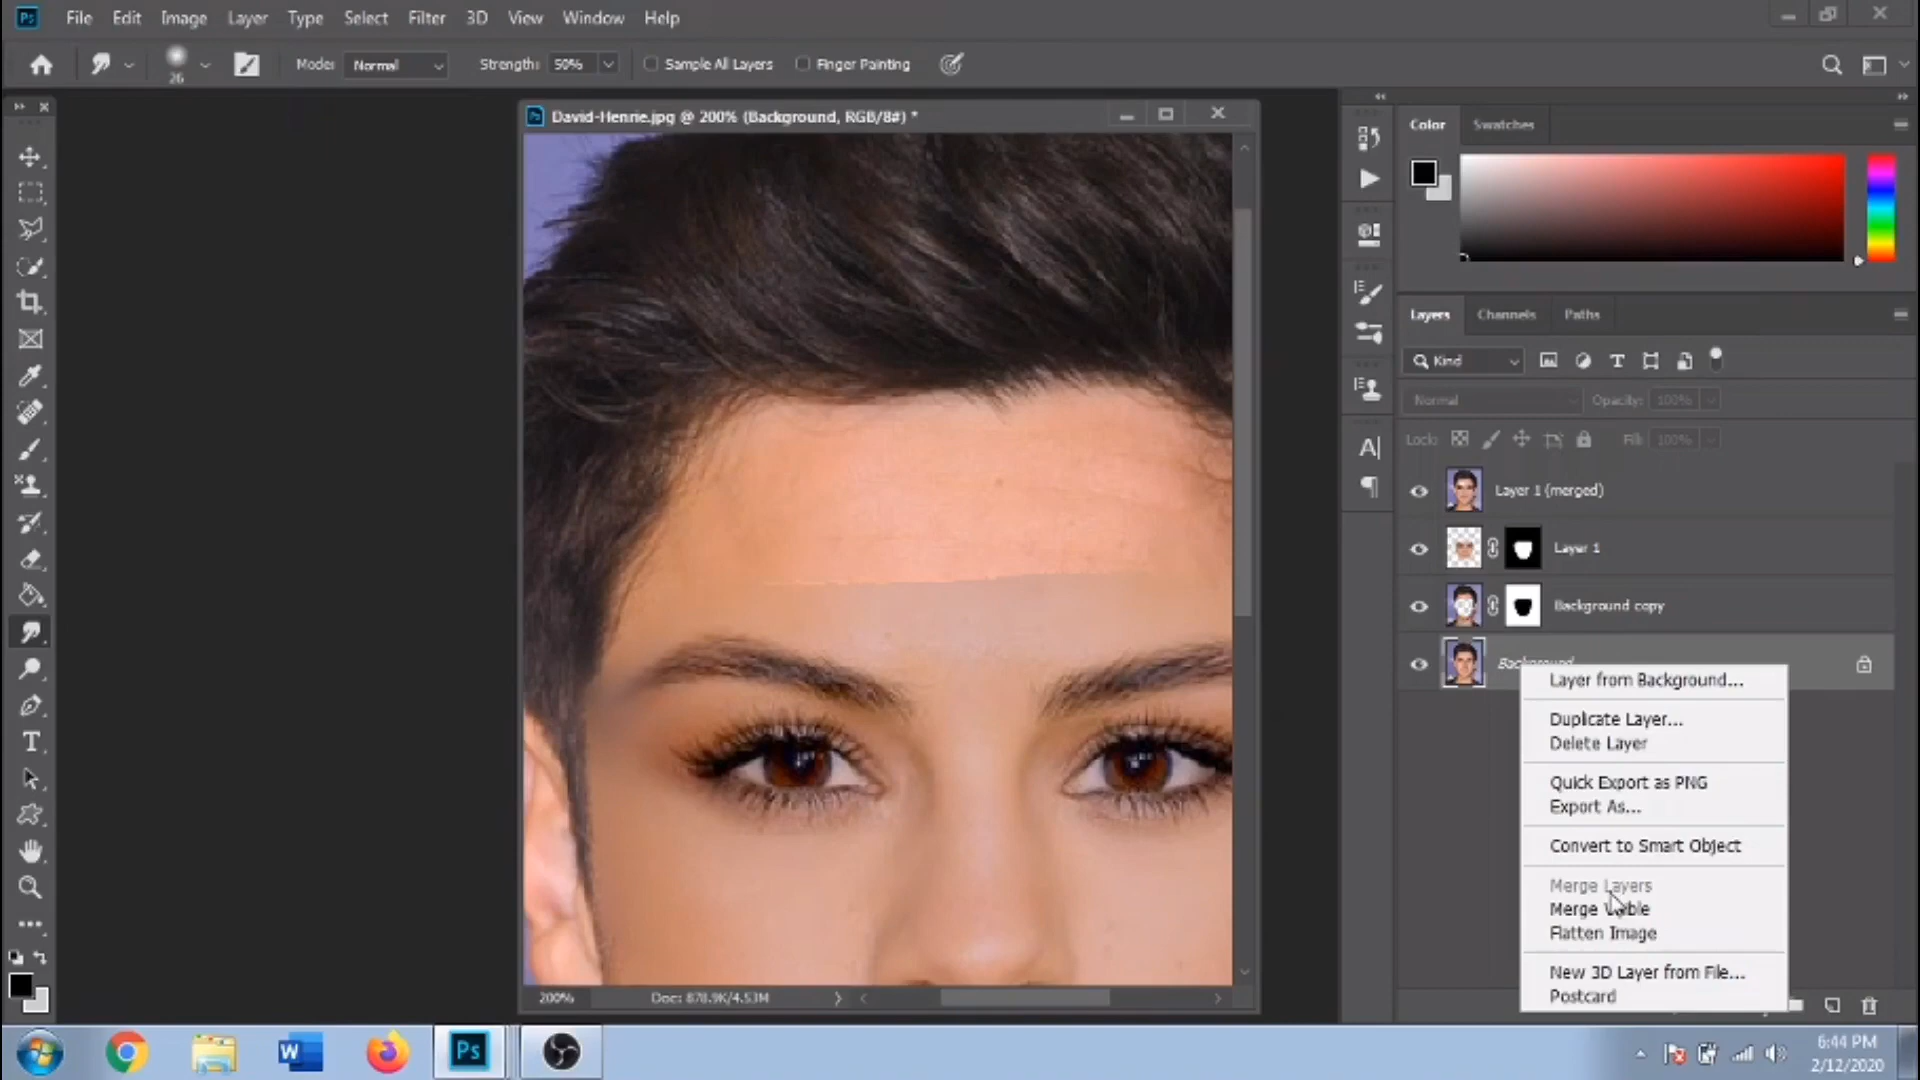 Ps File Edit Image Layer Type Select Filter 3D View Window Help
26 Mode: Normal Strength: 50% Sample All Layers Finger Painting
David-Henrie.jpg @ 200% (Background, RGB/8#) *
Color Swatches
Layers Channels Paths
Kind
Normal Opacity: 100%
Lock: Fill: 100%
Layer 1 (merged)
Layer 1
Background copy
Background
Layer from Background...
Duplicate Layer...
Delete Layer
Quick Export as PNG
Export As...
Convert to Smart Object
Merge Layers
Merge Visible
Flatten Image
New 3D Layer from File...
Postcard
200% Doc: 878.9K/4.53M
W Ps
6:44 PM
2/12/2020